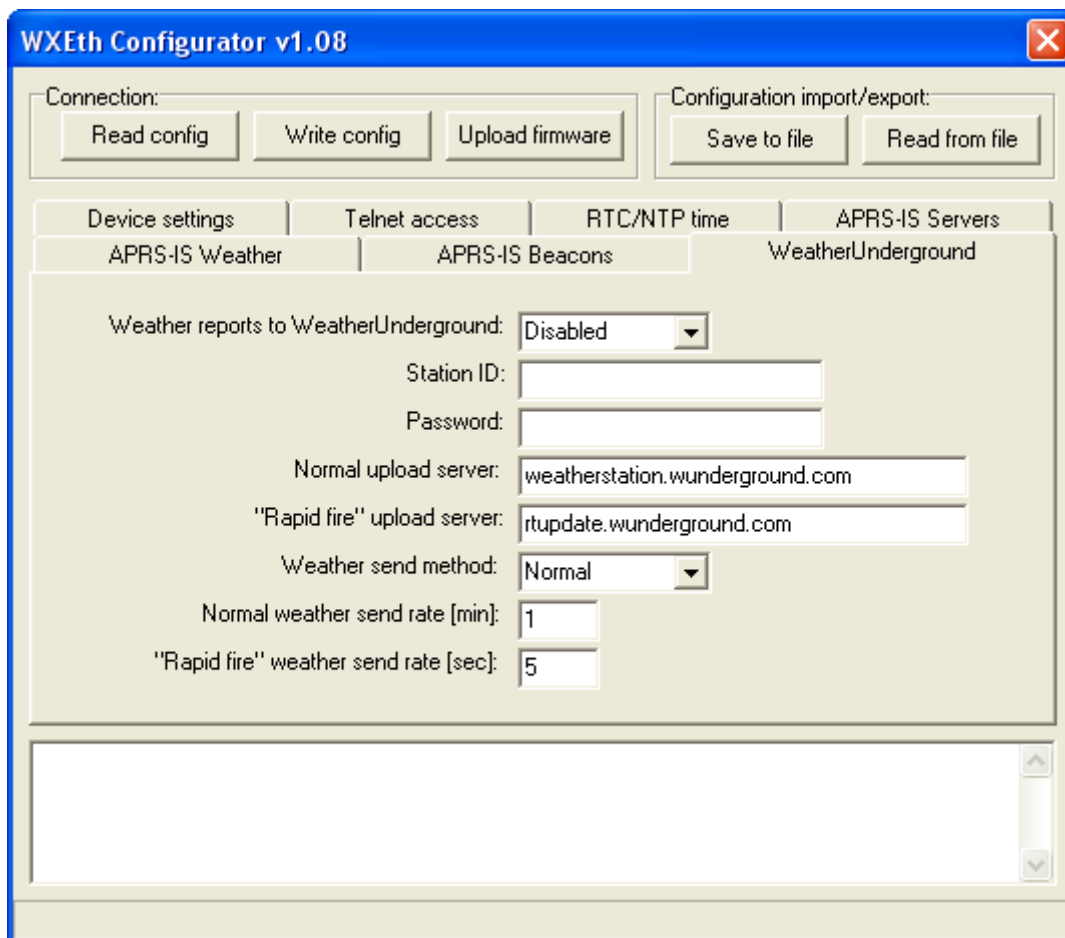 WXEth Configurator v1.08
Connection:
Configuration import/export:
Read config
Write config
Upload firmware
Save to file
Read from file
Device settings
Telnet access
RTC/NTP time
APRS-IS Servers
APRS-IS Weather
APRS-IS Beacons
WeatherUnderground
Weather reports to WeatherUnderground: Disabled
Station ID:
Password:
Normal upload server: weatherstation.wunderground.com
"Rapid fire" upload server: rtupdate.wunderground.com
Weather send method: Normal
Normal weather send rate [min]: 1
"Rapid fire" weather send rate [sec]: 5